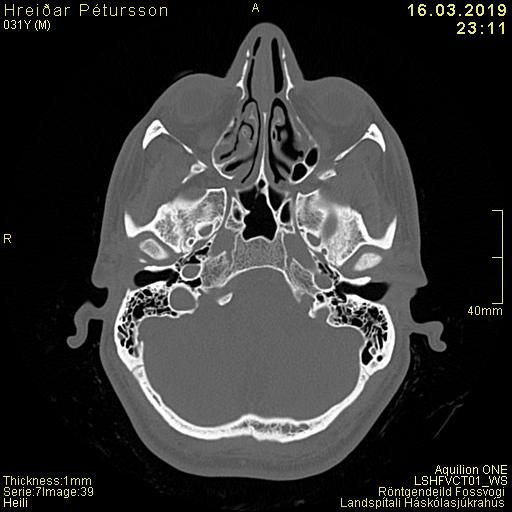 Hreiðar Pétursson
031Y (M)
A
16.03.2019
23:11
R
40mm
Thickness:1mm
Serie:7Image:39
Heili
Aquilion ONE
LSHFVCT01_WS
Röntgendeild Fossvogi
Landspítali Háskólasjúkrahús